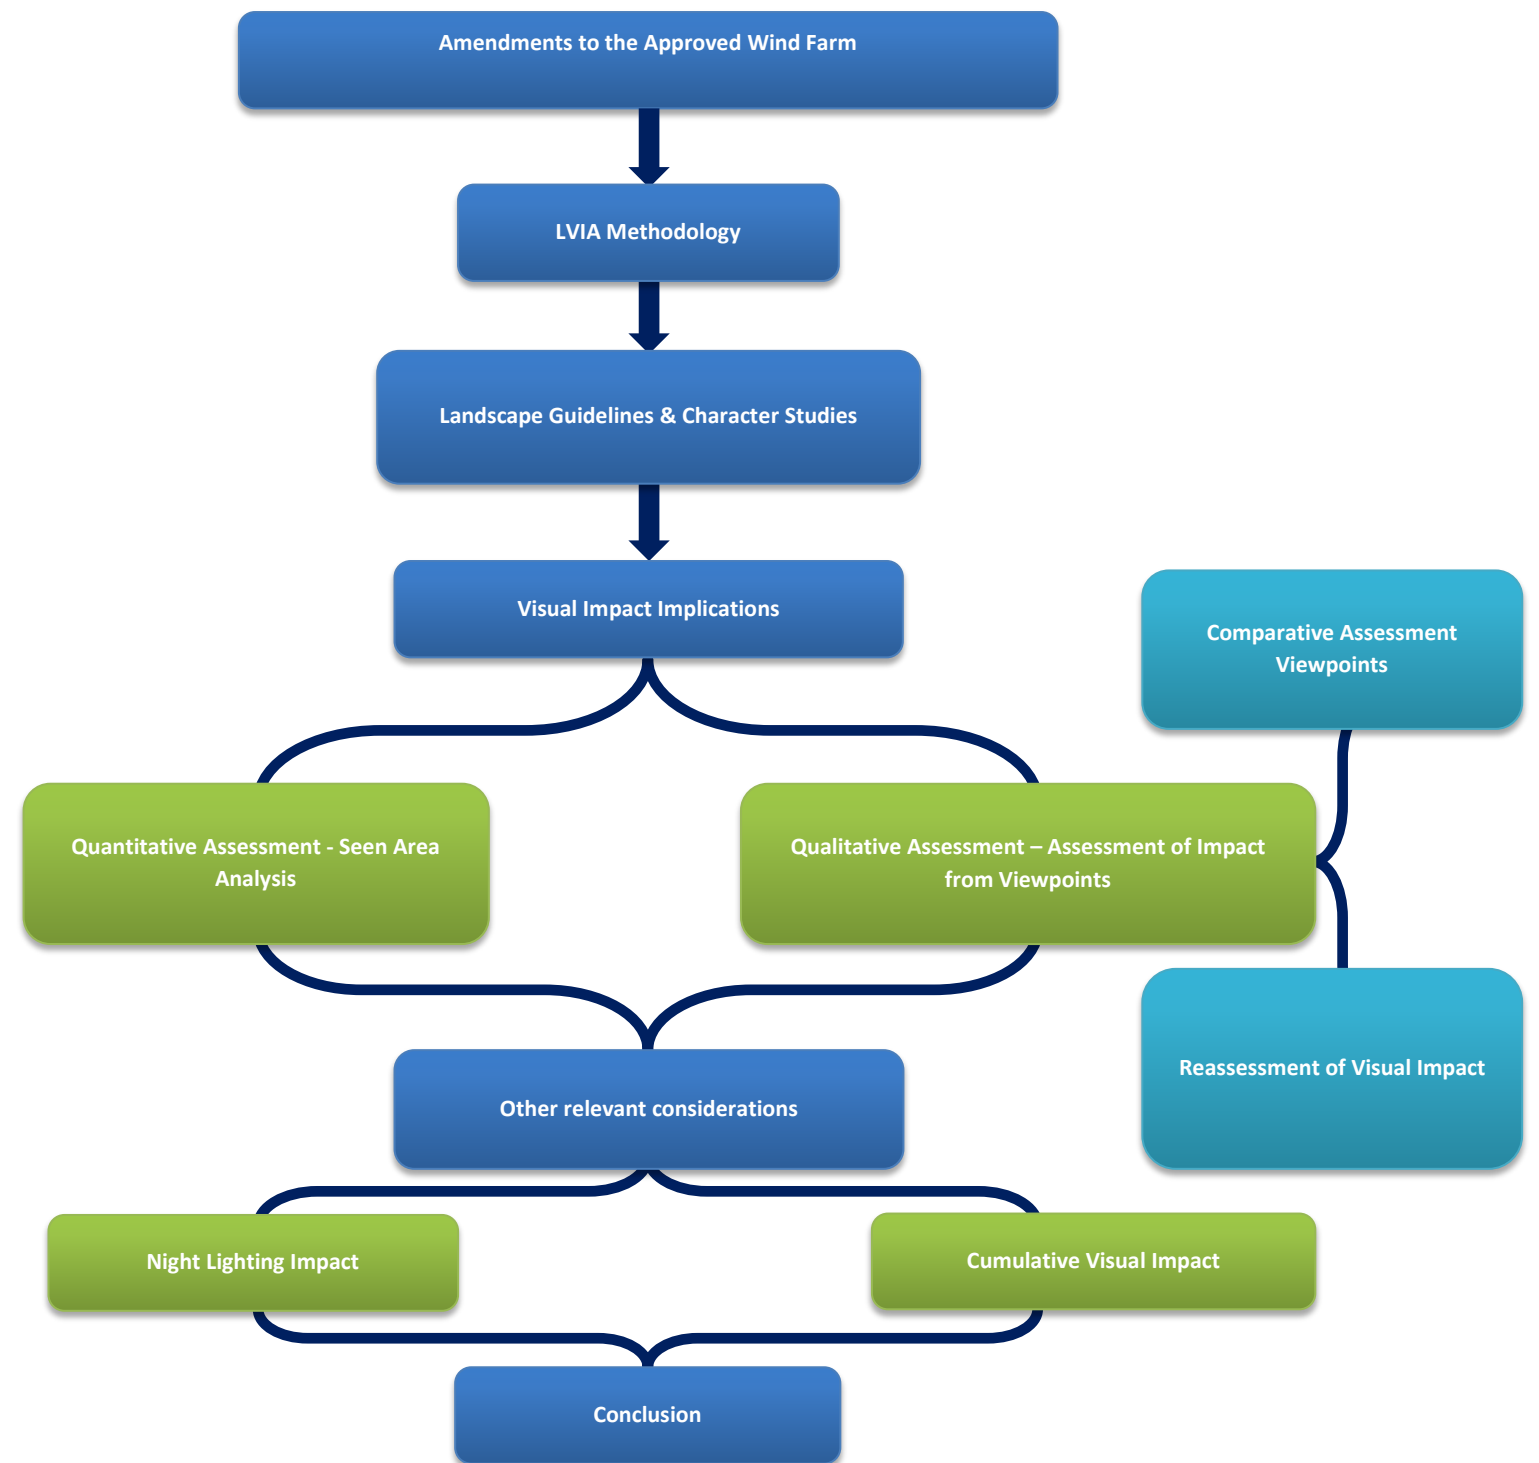 Amendments to the Approved Wind Farm
LVIA Methodology
Landscape Guidelines & Character Studies
Visual Impact Implications
Comparative Assessment
Viewpoints
Quantitative Assessment - Seen Area
Analysis
Qualitative Assessment – Assessment of Impact
from Viewpoints
Reassessment of Visual Impact
Other relevant considerations
Night Lighting Impact
Cumulative Visual Impact
Conclusion